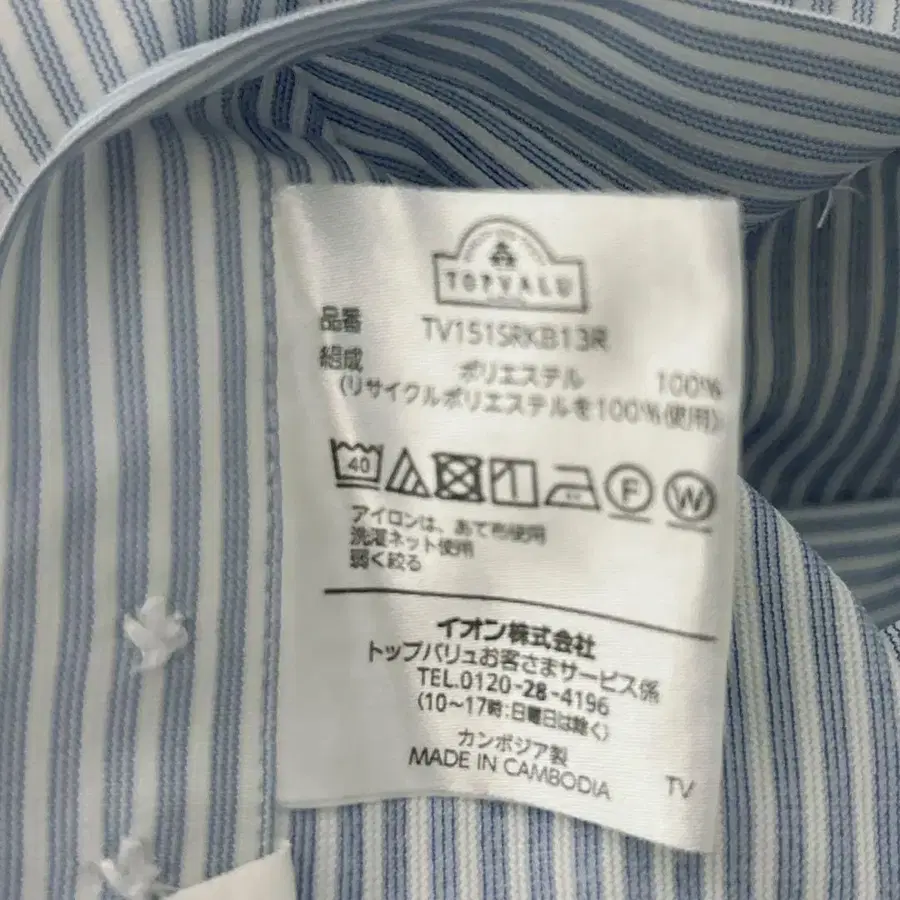 TOPVALU
品番 TV151SRKB13R
組成 ポリエステル 100%
(リサイクルポリエステルを100%使用)
40
F W
アイロンは、あて布使用
洗濯ネット使用
弱く絞る
イオン株式会社
トップバリュお客さまサービス係
TEL.0120-28-4196
(10～17時:日曜日は除く)
カンボジア製
MADE IN CAMBODIA TV